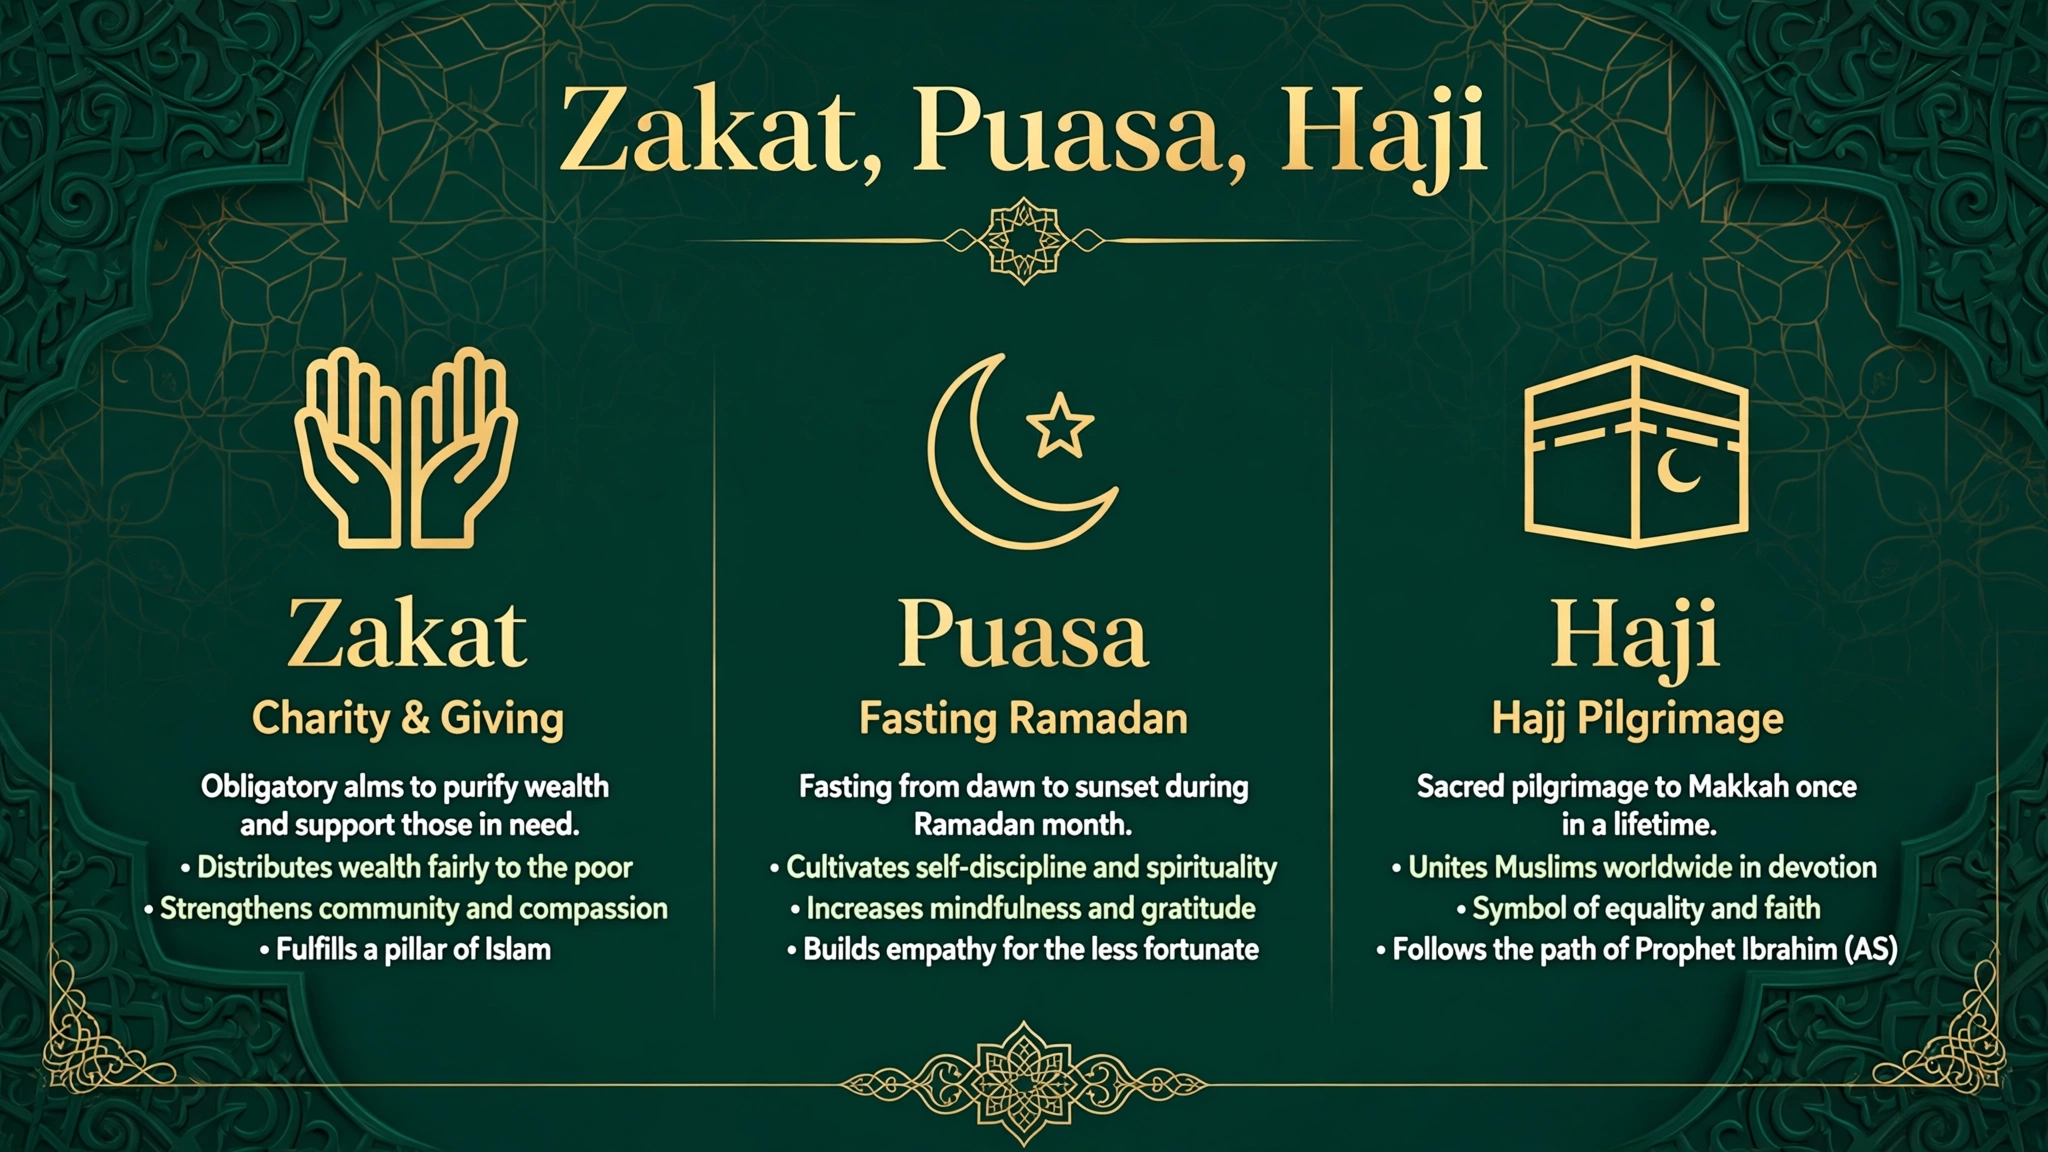 Zakat, Puasa, Haji
Zakat
Charity & Giving
Obligatory alms to purify wealth
and support those in need.
• Distributes wealth fairly to the poor
• Strengthens community and compassion
• Fulfills a pillar of Islam
Puasa
Fasting Ramadan
Fasting from dawn to sunset during
Ramadan month.
• Cultivates self-discipline and spirituality
• Increases mindfulness and gratitude
• Builds empathy for the less fortunate
Haji
Hajj Pilgrimage
Sacred pilgrimage to Makkah once
in a lifetime.
• Unites Muslims worldwide in devotion
• Symbol of equality and faith
• Follows the path of Prophet Ibrahim (AS)